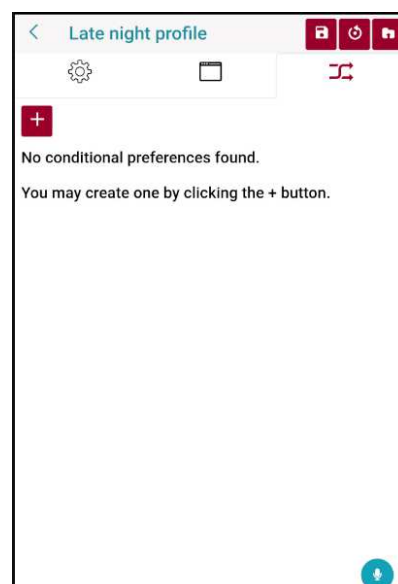 Late night profile
+
No conditional preferences found.
You may create one by clicking the + button.